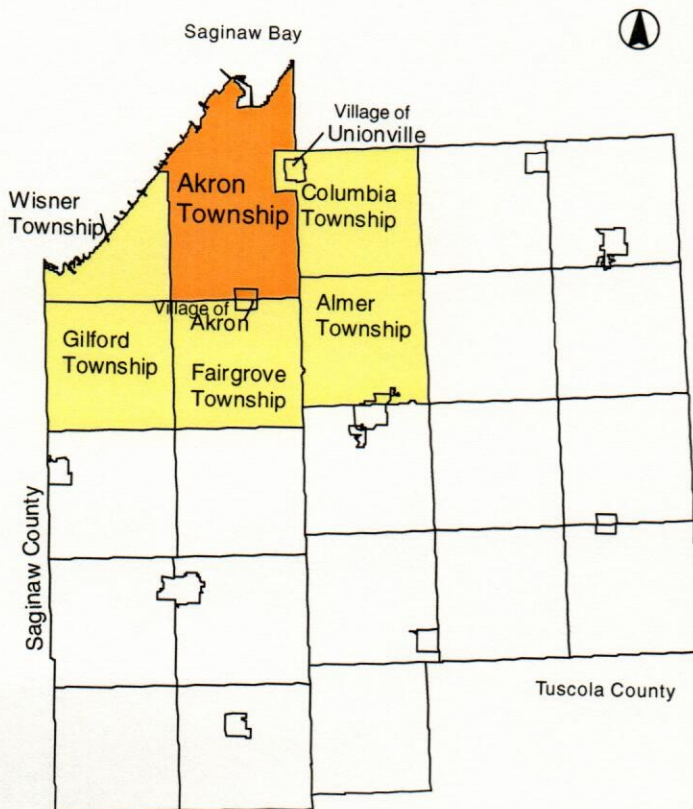 Saginaw Bay
Village of
Unionville
Akron
Township
Columbia
Township
Wisner
Township
Village of
Akron
Almer
Township
Gilford
Township
Fairgrove
Township
Saginaw County
Tuscola County